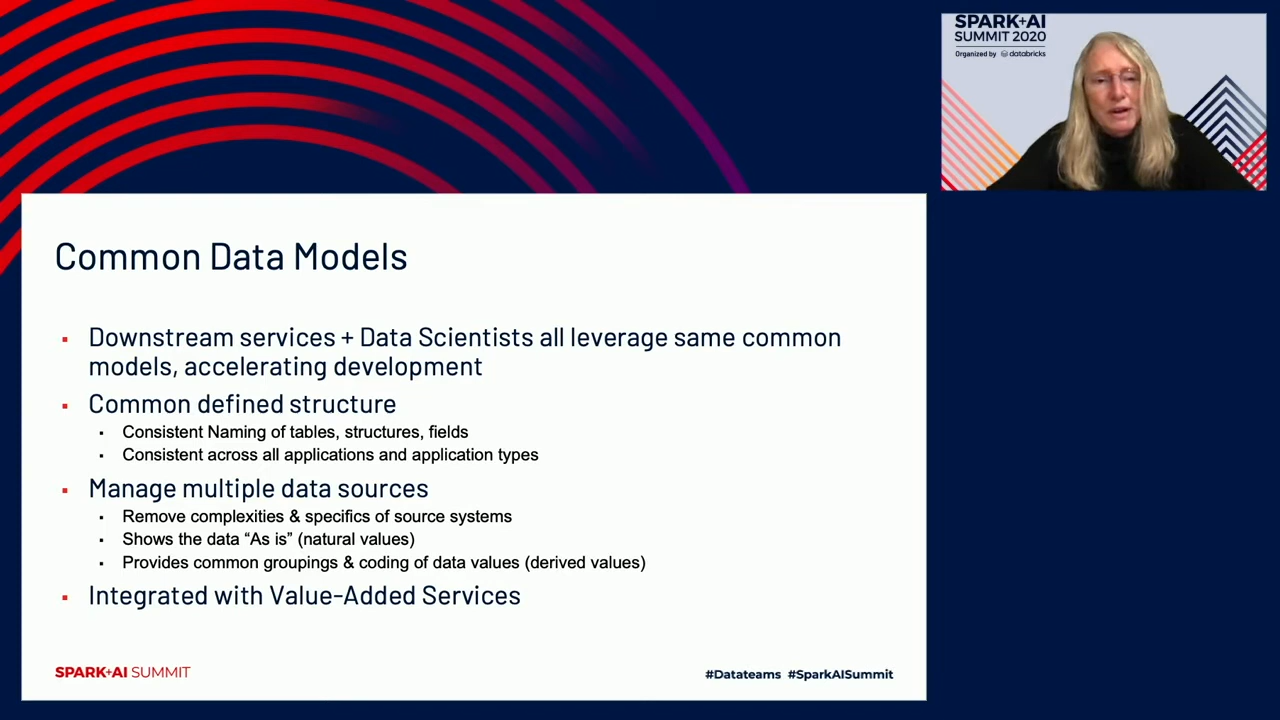 SPARK+AI
SUMMIT 2020
Organized by databricks
Common Data Models
▪ Downstream services + Data Scientists all leverage same common
models, accelerating development
▪ Common defined structure
▪ Consistent Naming of tables, structures, fields
▪ Consistent across all applications and application types
▪ Manage multiple data sources
▪ Remove complexities & specifics of source systems
▪ Shows the data “As is” (natural values)
▪ Provides common groupings & coding of data values (derived values)
▪ Integrated with Value-Added Services
SPARK+AI SUMMIT
#Datateams #SparkAISummit